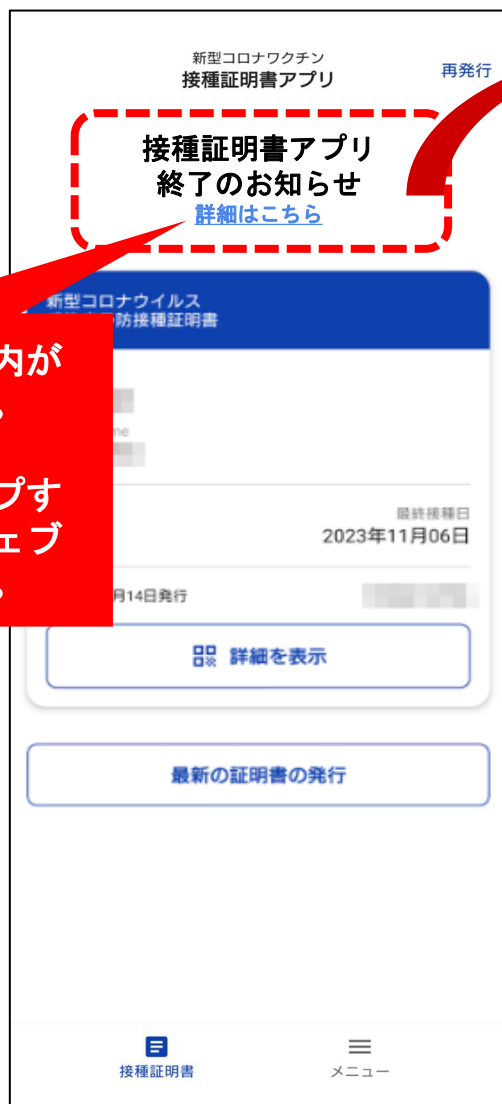 新型コロナワクチン
接種証明書アプリ
再発行
接種証明書アプリ
終了のお知らせ
詳細はこちら
新型コロナウイルス
防接種証明書
内が
。
プす
ェブ
。
me
最終接種日
2023年11月06日
月14日発行
詳細を表示
最新の証明書の発行
接種証明書
メニュー